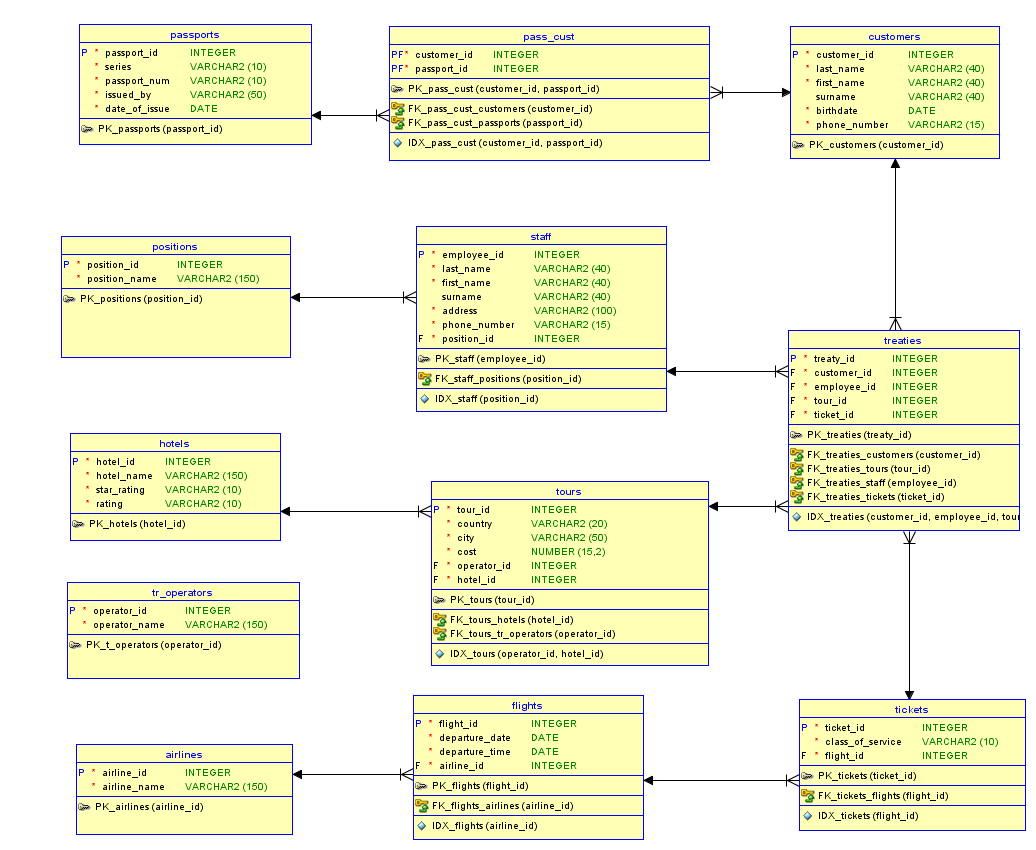 passports
P * passport_id INTEGER
* series VARCHAR2 (10)
* passport_num VARCHAR2 (10)
* issued_by VARCHAR2 (50)
* date_of_issue DATE
PK_passports (passport_id)
pass_cust
PF* customer_id INTEGER
PF* passport_id INTEGER
PK_pass_cust (customer_id, passport_id)
FK_pass_cust_customers (customer_id)
FK_pass_cust_passports (passport_id)
IDX_pass_cust (customer_id, passport_id)
customers
P * customer_id INTEGER
* last_name VARCHAR2 (40)
* first_name VARCHAR2 (40)
surname VARCHAR2 (40)
* birthdate DATE
* phone_number VARCHAR2 (15)
PK_customers (customer_id)
positions
P * position_id INTEGER
* position_name VARCHAR2 (150)
PK_positions (position_id)
staff
P * employee_id INTEGER
* last_name VARCHAR2 (40)
* first_name VARCHAR2 (40)
surname VARCHAR2 (40)
* address VARCHAR2 (100)
* phone_number VARCHAR2 (15)
F * position_id INTEGER
PK_staff (employee_id)
FK_staff_positions (position_id)
IDX_staff (position_id)
treaties
P * treaty_id INTEGER
F * customer_id INTEGER
F * employee_id INTEGER
F * tour_id INTEGER
F * ticket_id INTEGER
PK_treaties (treaty_id)
FK_treaties_customers (customer_id)
FK_treaties_tours (tour_id)
FK_treaties_staff (employee_id)
FK_treaties_tickets (ticket_id)
IDX_treaties (customer_id, employee_id, tour
hotels
P * hotel_id INTEGER
* hotel_name VARCHAR2 (150)
* star_rating VARCHAR2 (10)
* rating VARCHAR2 (10)
PK_hotels (hotel_id)
tours
P * tour_id INTEGER
* country VARCHAR2 (20)
* city VARCHAR2 (50)
* cost NUMBER (15,2)
F * operator_id INTEGER
F * hotel_id INTEGER
PK_tours (tour_id)
FK_tours_hotels (hotel_id)
FK_tours_tr_operators (operator_id)
IDX_tours (operator_id, hotel_id)
tr_operators
P * operator_id INTEGER
* operator_name VARCHAR2 (150)
PK_t_operators (operator_id)
flights
P * flight_id INTEGER
* departure_date DATE
* departure_time DATE
F * airline_id INTEGER
PK_flights (flight_id)
FK_flights_airlines (airline_id)
IDX_flights (airline_id)
tickets
P * ticket_id INTEGER
* class_of_service VARCHAR2 (10)
F * flight_id INTEGER
PK_tickets (ticket_id)
FK_tickets_flights (flight_id)
IDX_tickets (flight_id)
airlines
P * airline_id INTEGER
* airline_name VARCHAR2 (150)
PK_airlines (airline_id)